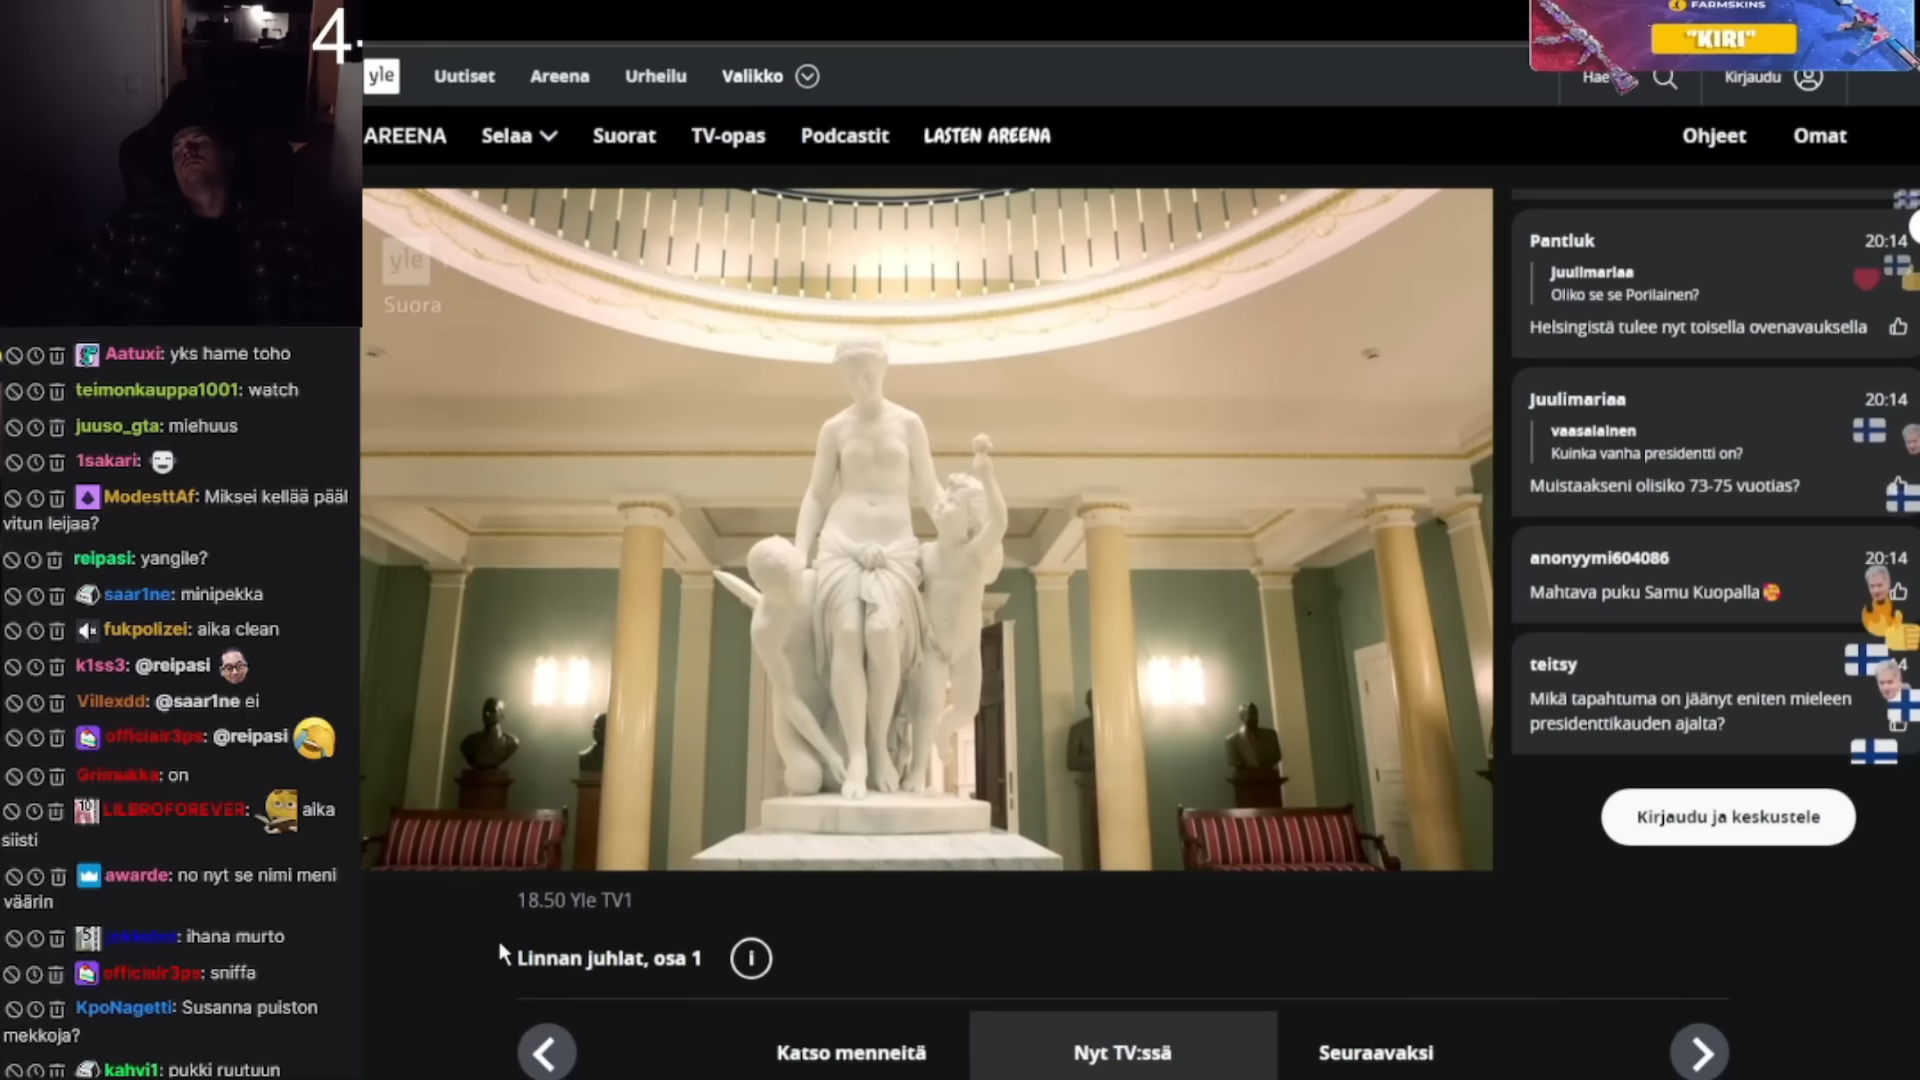 4
FARMSKINS
"KIRI"
yle
Uutiset
Areena
Urheilu
Valikko
Hae
Kirjaudu
AREENA
Selaa
Suorat
TV-opas
Podcastit
LASTEN AREENA
Ohjeet
Omat
yle
Suora
Pantluk
20:14
Juulimariaa
Oliko se se Porilainen?
Helsingistä tulee nyt toisella ovenavauksella
Juulimariaa
20:14
vaasalainen
Kuinka vanha presidentti on?
Muistaakseni olisiko 73-75 vuotias?
anonyymi604086
20:14
Mahtava puku Samu Kuopalla
teitsy
Mikä tapahtuma on jäänyt eniten mieleen
presidenttikauden ajalta?
Kirjaudu ja keskustele
Aatuxi: yks hame toho
teimonkauppa1001: watch
juuso_gta: miehuus
1sakari:
ModesttAf: Miksei kellää pääl
vitun leijaa?
reipasi: yangile?
saar1ne: minipekka
fukpolizei: aika clean
k1ss3: @reipasi
Villexdd: @saar1ne ei
officialr3ps: @reipasi
Grimukka: on
LILBROFOREVER: aika
siisti
awarde: no nyt se nimi meni
väärin
: ihana murto
officialr3ps: sniffa
KpoNagetti: Susanna puiston
mekkoja?
kahvi1: pukki ruutuun
18.50 Yle TV1
Linnan juhlat, osa 1
Katso menneitä
Nyt TV:ssä
Seuraavaksi